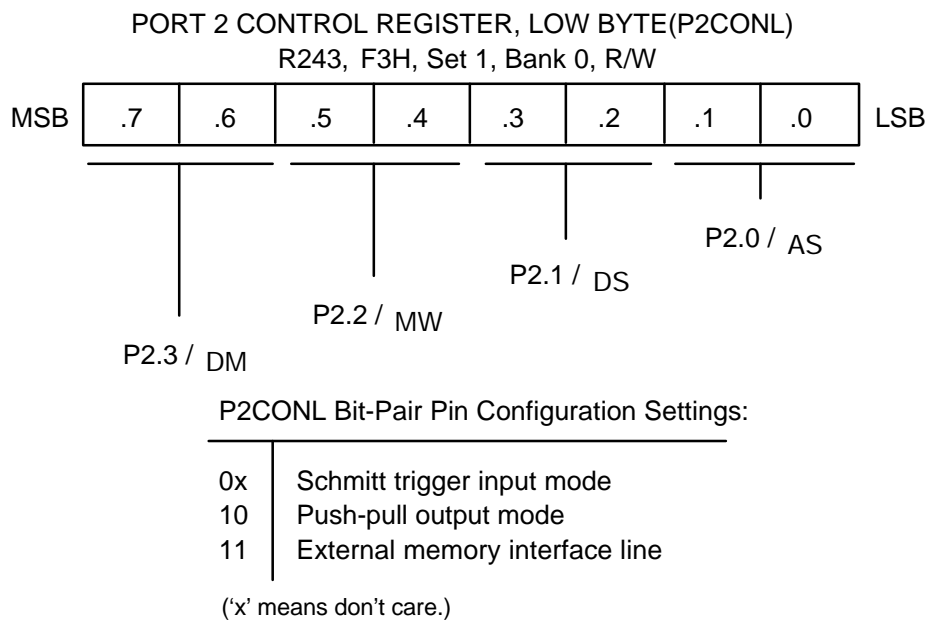 PORT 2 CONTROL REGISTER, LOW BYTE(P2CONL)
R243, F3H, Set 1, Bank 0, R/W
MSB .7 .6 .5 .4 .3 .2 .1 .0 LSB
P2.0 / AS
P2.1 / DS
P2.2 / MW
P2.3 / DM
P2CONL Bit-Pair Pin Configuration Settings:
0x Schmitt trigger input mode
10 Push-pull output mode
11 External memory interface line
(‘x’ means don’t care.)